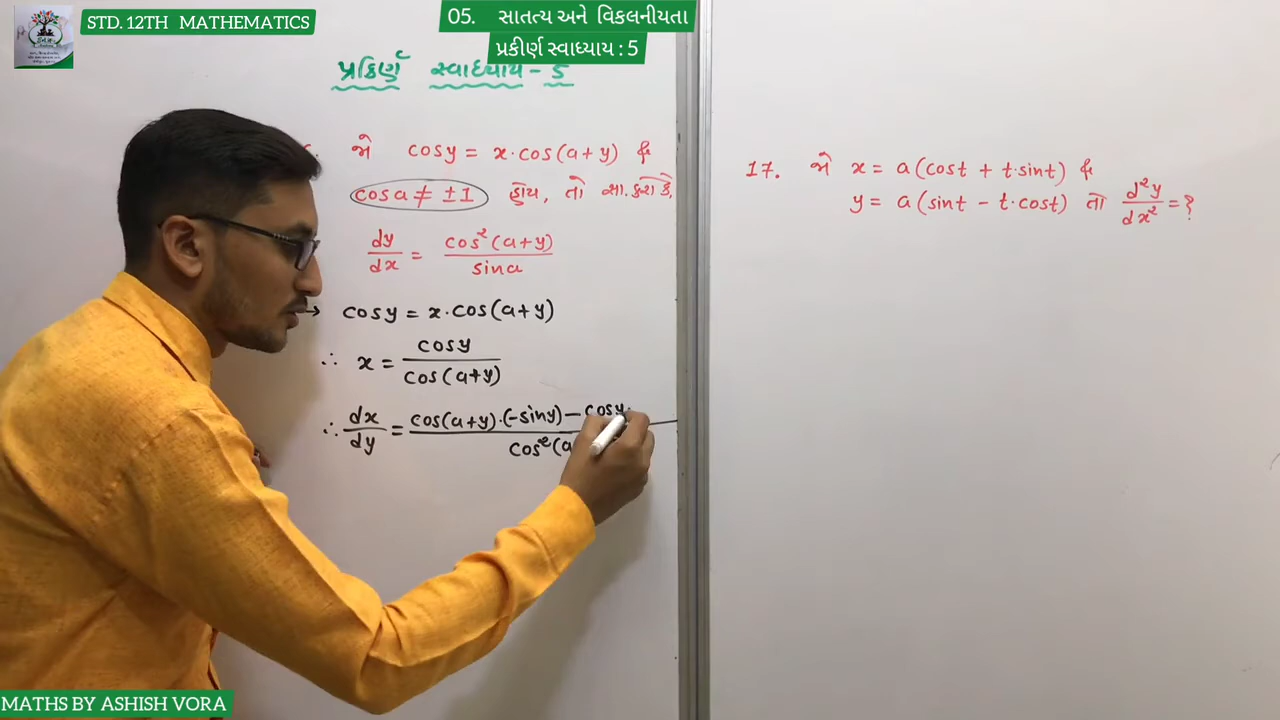 STD. 12TH MATHEMATICS
05. સાતત્ય અને વિકલનીયતા
પ્રકીર્ણ સ્વાધ્યાય : 5
પ્રકિર્ણ સ્વાધ્યાય - 5
જો cosy = x·cos(a+y) &
cosa ≠ ±1 હોય, તો સા.કરો કે,
dy/dx = cos²(a+y)/sina
→ cosy = x·cos(a+y)
∴ x = cosy/cos(a+y)
∴ dx/dy = cos(a+y)·(-siny) - cosy·/cos²(a
17. જો x = a(cost + t·sint) &
y = a(sint - t·cost) તો d²y/dx² = ?
MATHS BY ASHISH VORA